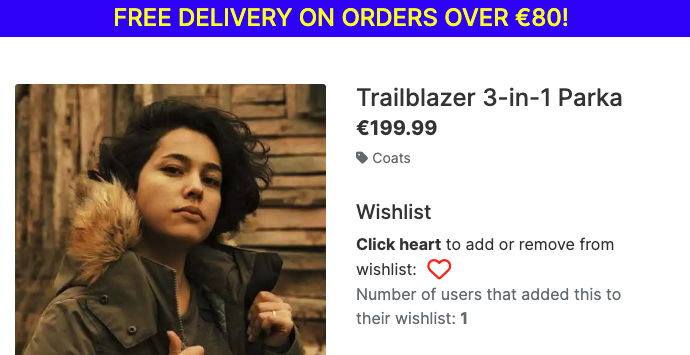 FREE DELIVERY ON ORDERS OVER €80!
Trailblazer 3-in-1 Parka
€199.99
Coats
Wishlist
Click heart to add or remove from
wishlist:
Number of users that added this to
their wishlist: 1